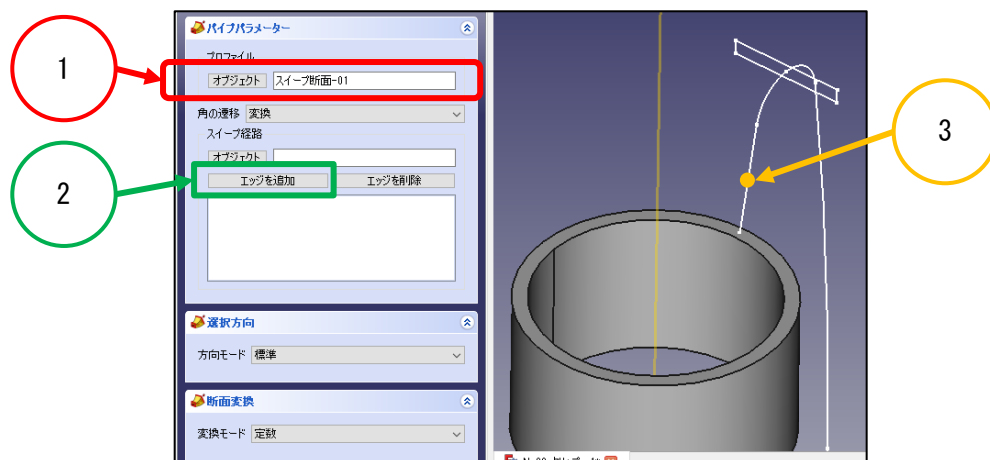 パイプパラメーター
プロファイル
オブジェクト スイープ断面-01
角の遷移 変換
スイープ経路
オブジェクト
エッジを追加 エッジを削除
選択方向
方向モード 標準
断面変換
変換モード 定数
1
2
3